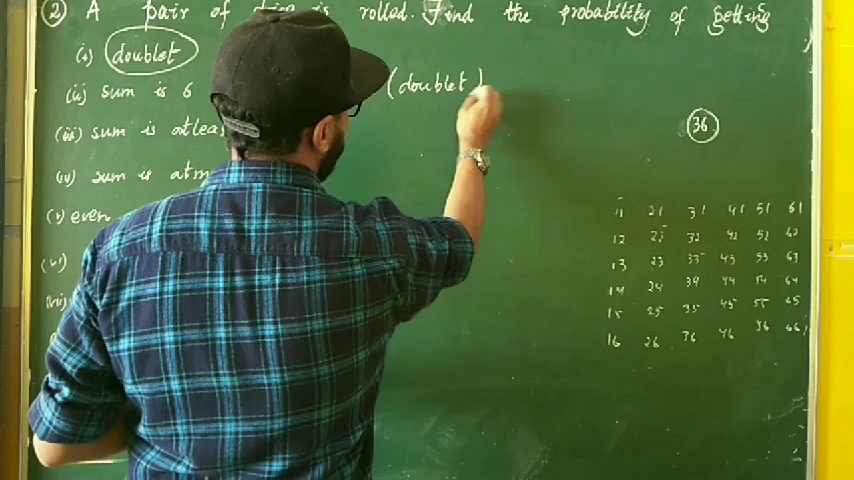 ② A pair of dice is rolled. Find the probability of getting
(i) doublet
(doublet)
(ii) sum is 6
36
(iii) sum is atleas
(iv) sum is atm
(v) even
(vi)
11 21 31 41 51 61
12 22 32 42 52 62
13 23 33 43 53 63
14 24 34 44 54 64
15 25 35 45 55 65
16 26 36 46 56 66